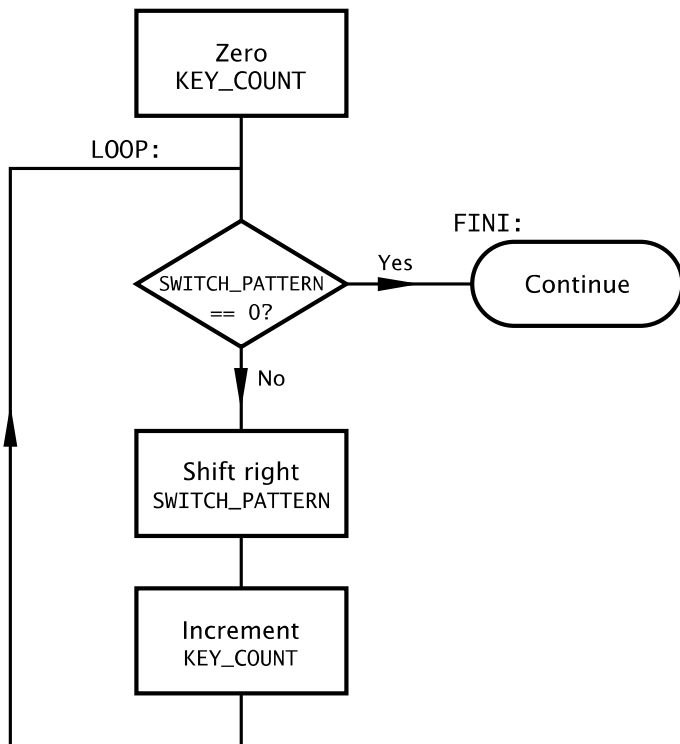 Zero
KEY_COUNT
LOOP:
FINI:
SWITCH_PATTERN
== 0?
Yes
Continue
No
Shift right
SWITCH_PATTERN
Increment
KEY_COUNT